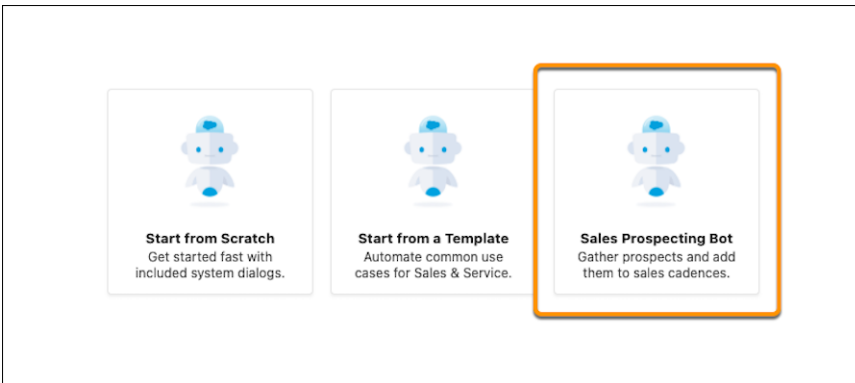 Start from Scratch
Get started fast with
included system dialogs.
Start from a Template
Automate common use
cases for Sales & Service.
Sales Prospecting Bot
Gather prospects and add
them to sales cadences.